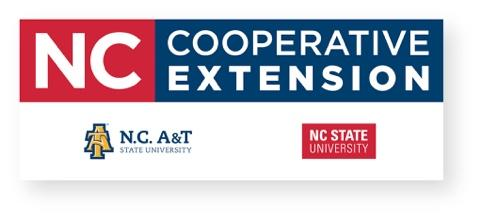 NC COOPERATIVE
EXTENSION
N.C. A&T
STATE UNIVERSITY
NC STATE
UNIVERSITY